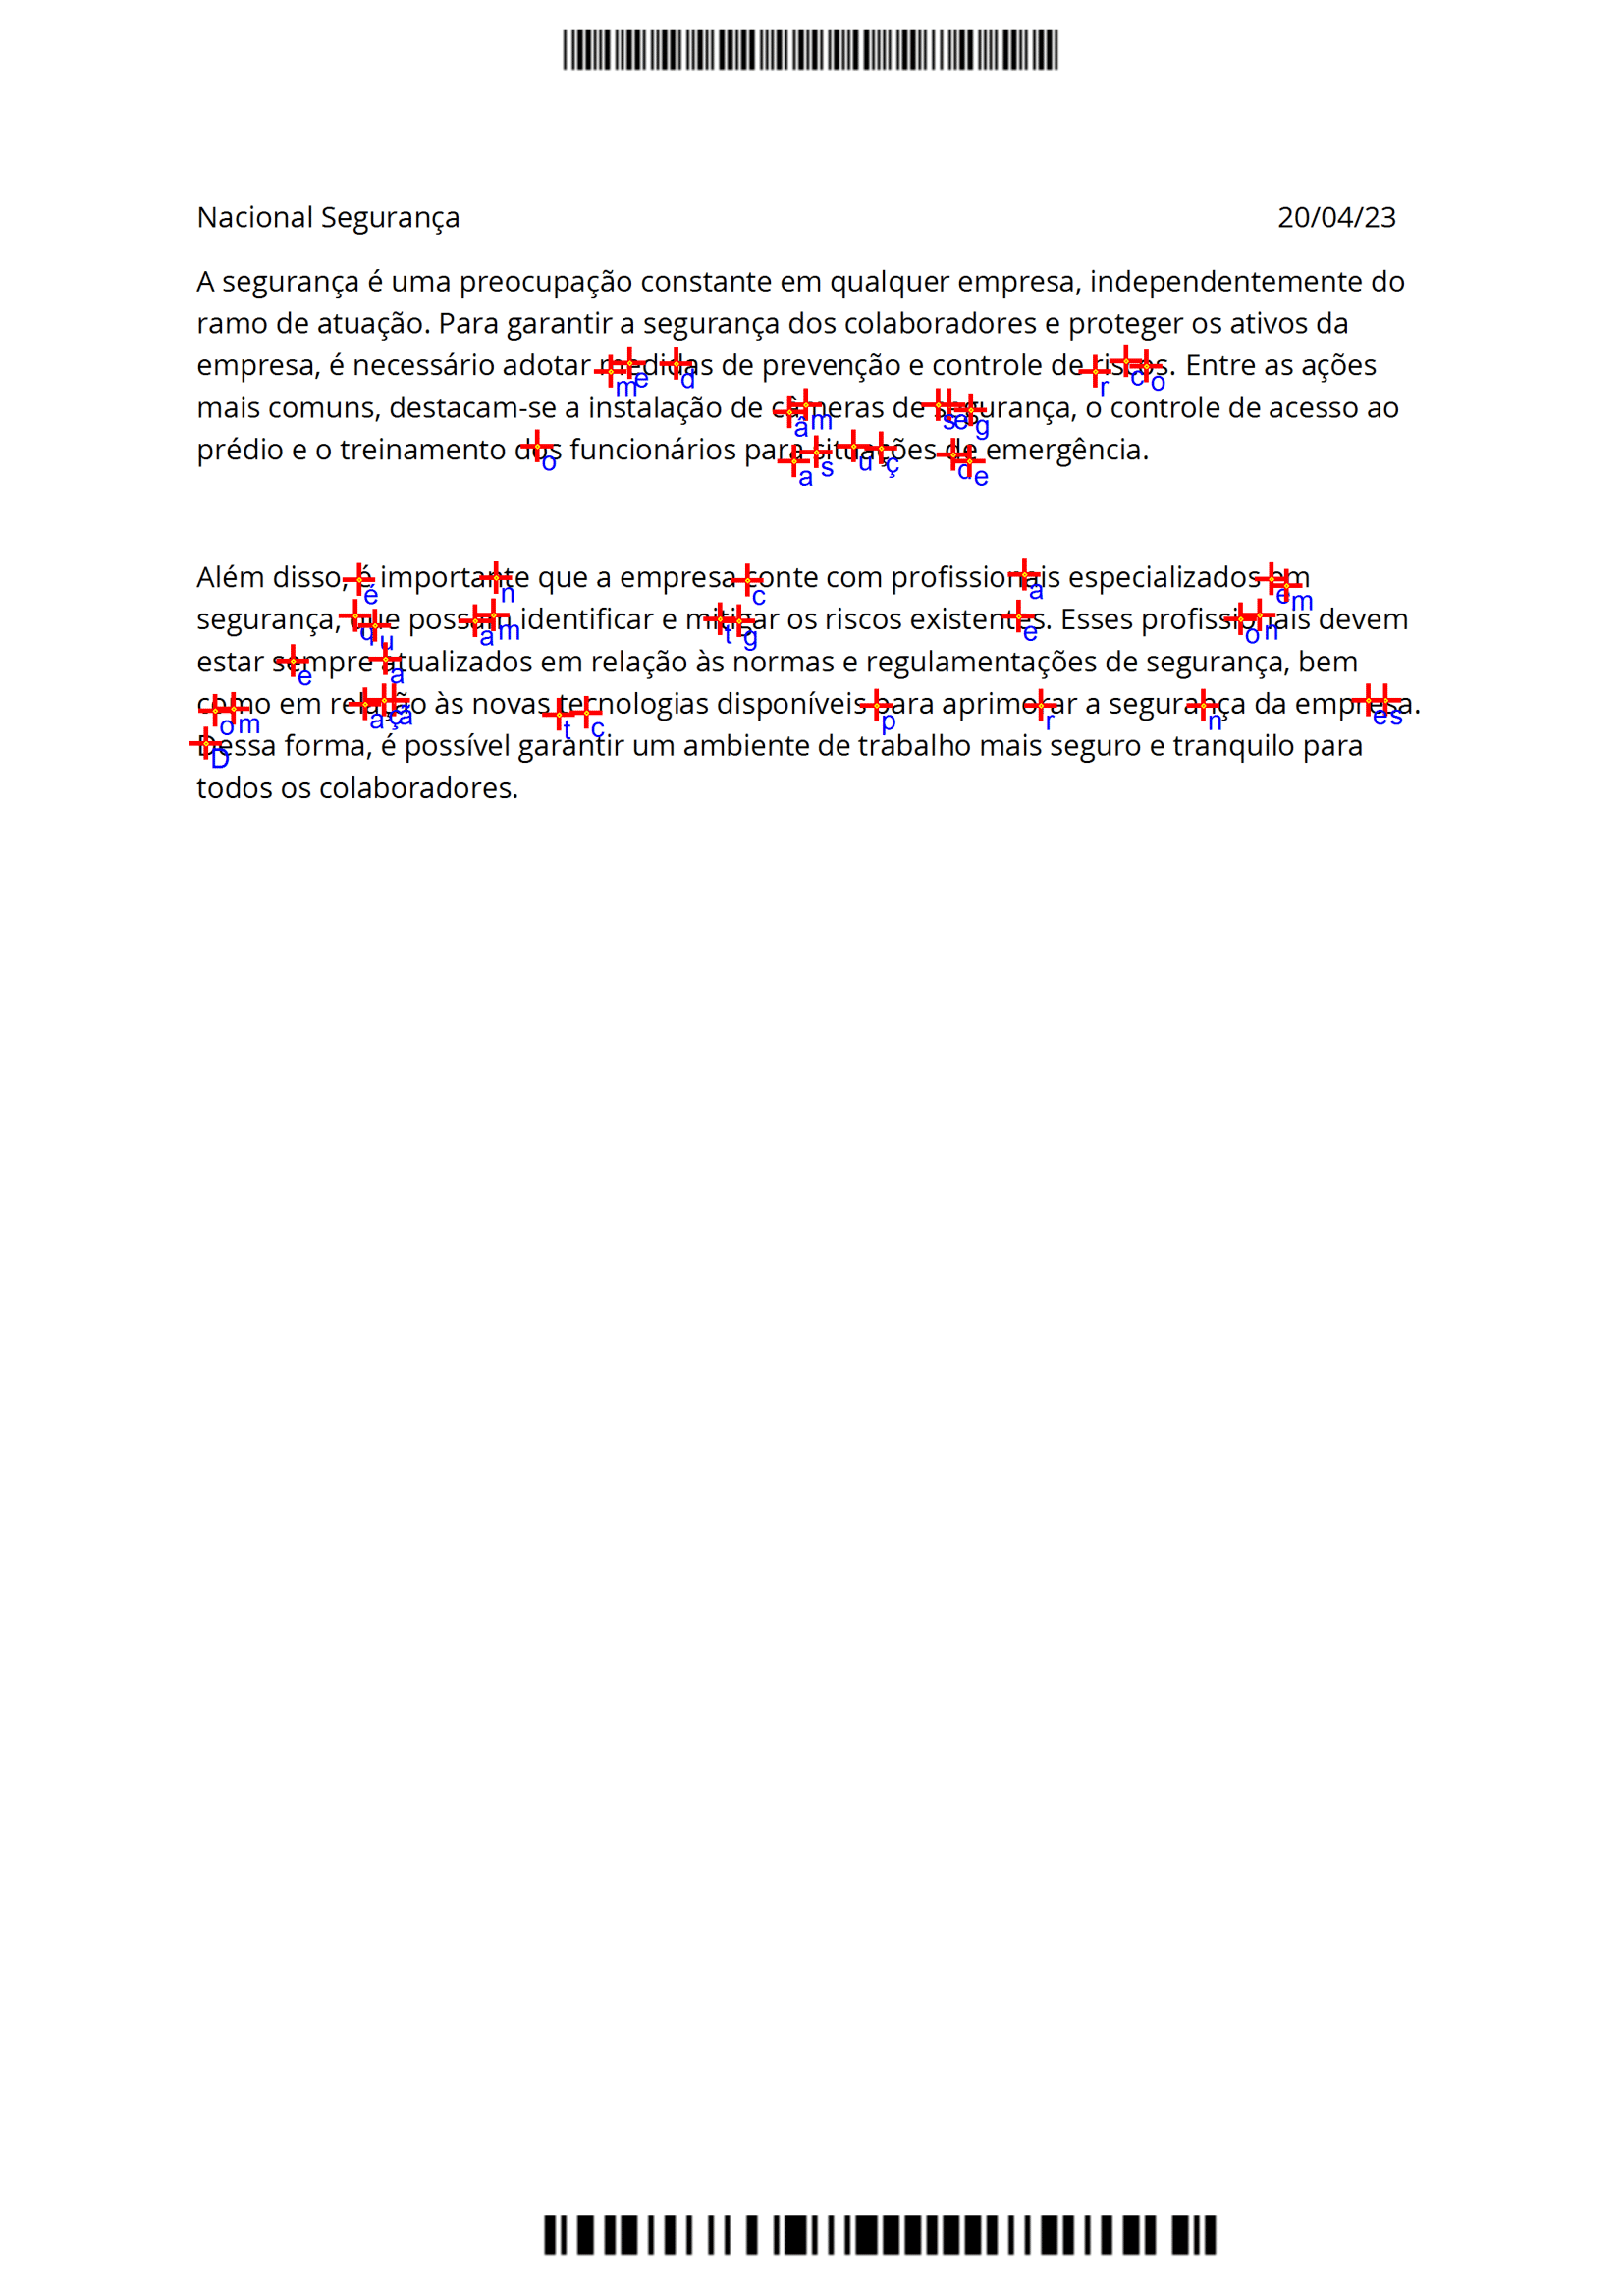 Nacional Segurança 20/04/23
A segurança é uma preocupação constante em qualquer empresa, independentemente do
ramo de atuação. Para garantir a segurança dos colaboradores e proteger os ativos da
empresa, é necessário adotar medidas de prevenção e controle de riscos. Entre as ações
m e d r c o
mais comuns, destacam-se a instalação de câmeras de segurança, o controle de acesso ao
â m s e g
prédio e o treinamento dos funcionários para situações de emergência.
o a s u ç d e
Além disso, é importante que a empresa conte com profissionais especializados em
é n c a e m
segurança, que possam identificar e mitigar os riscos existentes. Esses profissionais devem
q u a m t g e o n
estar sempre atualizados em relação às normas e regulamentações de segurança, bem
e a
como em relação às novas tecnologias disponíveis para aprimorar a segurança da empresa.
o m a ç ã t c p r n e s
Dessa forma, é possível garantir um ambiente de trabalho mais seguro e tranquilo para
D
todos os colaboradores.